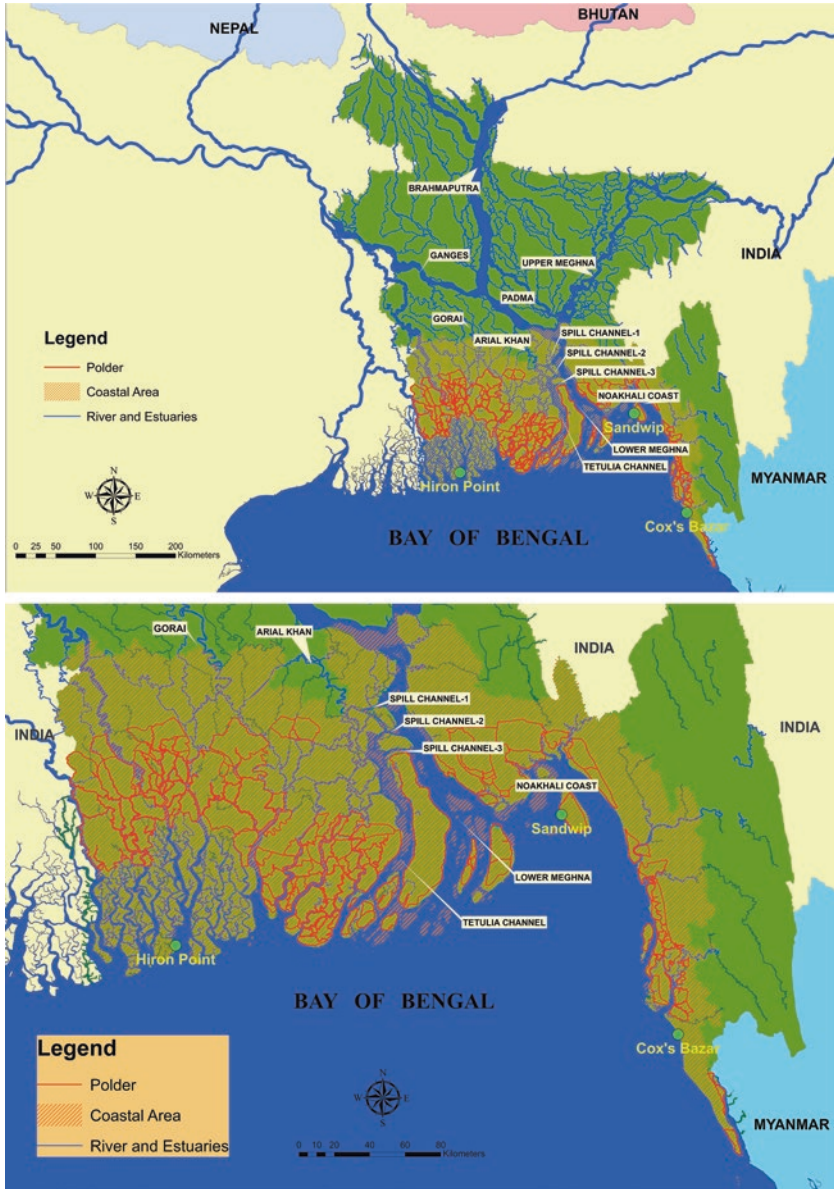 NEPAL
BHUTAN
BRAHMAPUTRA
INDIA
GANGES
UPPER MEGHNA
PADMA
GORAI
SPILL CHANNEL-1
ARIAL KHAN
SPILL CHANNEL-2
SPILL CHANNEL-3
NOAKHALI COAST
Sandwip
LOWER MEGHNA
TETULIA CHANNEL
MYANMAR
Hiron Point
Cox's Bazar
BAY OF BENGAL
Legend
Polder
Coastal Area
River and Estuaries
N
W E
S
0 25 50 100 150 200
Kilometers
GORAI
ARIAL KHAN
INDIA
SPILL CHANNEL-1
SPILL CHANNEL-2
INDIA
SPILL CHANNEL-3
INDIA
NOAKHALI COAST
Sandwip
LOWER MEGHNA
TETULIA CHANNEL
Hiron Point
BAY OF BENGAL
Cox's Bazar
MYANMAR
Legend
Polder
Coastal Area
River and Estuaries
N
W E
S
0 10 20 40 60 80
Kilometers